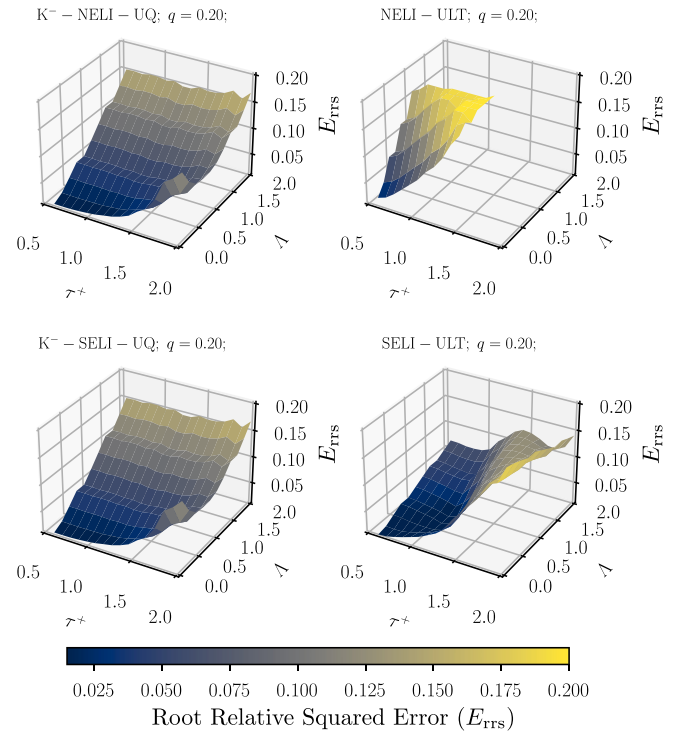 K⁻ − NELI − UQ; q = 0.20; NELI − ULT; q = 0.20;
0.20 0.20
0.15 0.15
0.10 0.10
0.05 0.05
E_rrs E_rrs
2.0 2.0
1.5 1.5
1.0 1.0
0.5 0.5
0.0 0.0
Λ Λ
0.5 0.5
1.0 1.0
1.5 1.5
2.0 2.0
τ⁺ τ⁺
K⁻ − SELI − UQ; q = 0.20; SELI − ULT; q = 0.20;
0.20 0.20
0.15 0.15
0.10 0.10
0.05 0.05
E_rrs E_rrs
2.0 2.0
1.5 1.5
1.0 1.0
0.5 0.5
0.0 0.0
Λ Λ
0.5 0.5
1.0 1.0
1.5 1.5
2.0 2.0
τ⁺ τ⁺
0.025 0.050 0.075 0.100 0.125 0.150 0.175 0.200
Root Relative Squared Error (E_rrs)